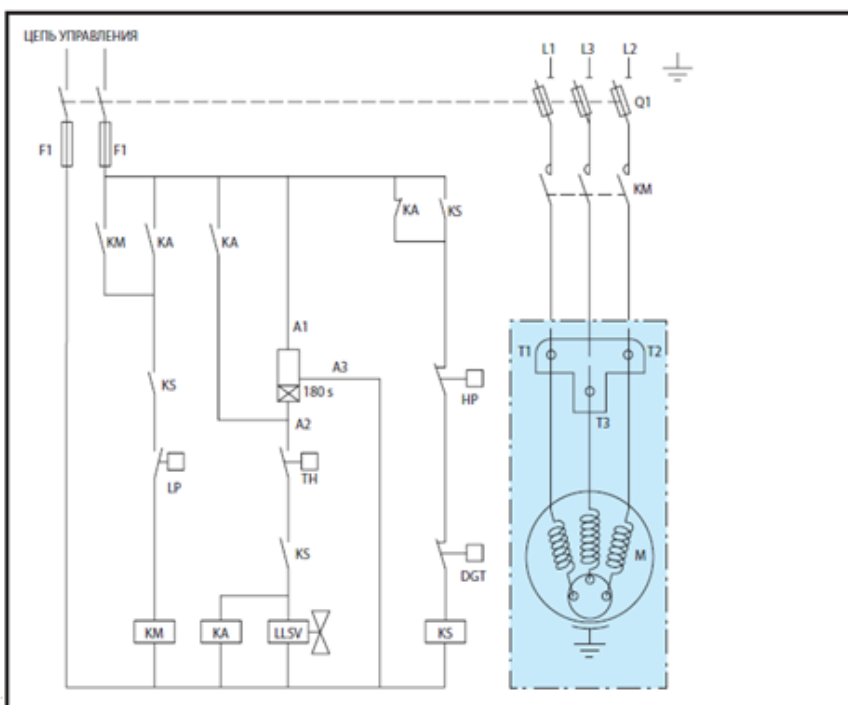 ЦЕПЬ УПРАВЛЕНИЯ
L1 L3 L2
Q1
F1 F1
KM
KA KS
KM KA KA
A1
T1 T2
A3
KS 180 s HP
T3
A2
LP TH
KS M
DGT
KM KA LLSV KS